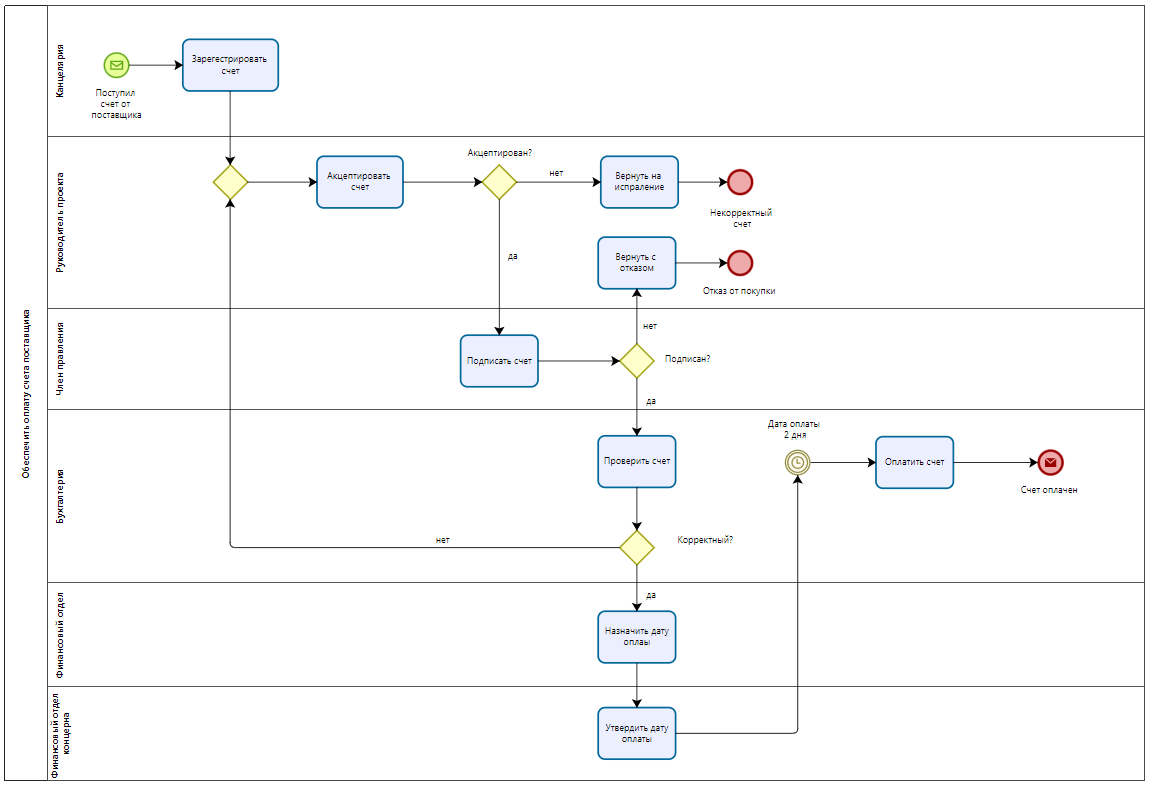 Обеспечить оплату счета поставщика
Канцелярия
Поступил
счет от
поставщика
Зарегестрировать
счет
Руководитель проекта
Акцептировать
счет
Акцептирован?
нет
да
Вернуть на
испраление
Некорректный
счет
Вернуть с
отказом
Отказ от покупки
Член правления
Подписать счет
нет
Подписан?
да
Бухгалтерия
Проверить счет
Корректный?
нет
да
Дата оплаты
2 дня
Оплатить счет
Счет оплачен
Финансовый отдел
Назначить дату
оплаы
Финансовый отдел
концерна
Утвердить дату
оплаты